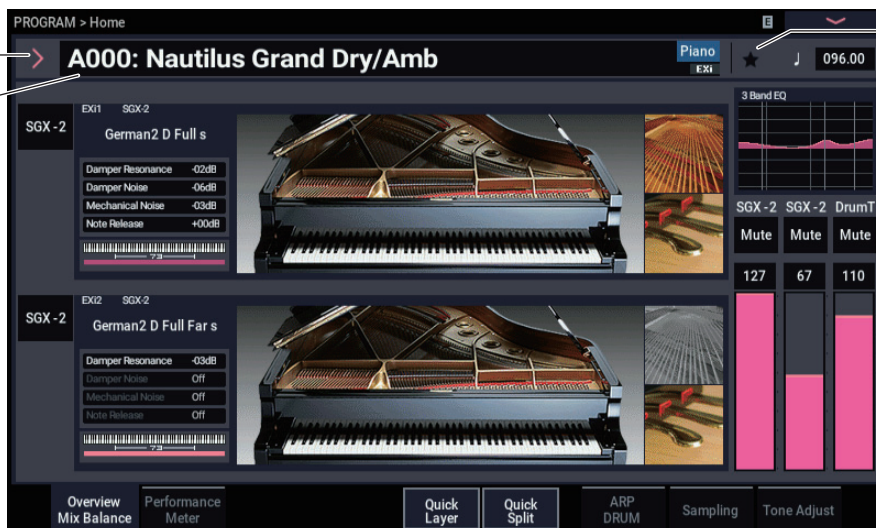 PROGRAM > Home
E
A000: Nautilus Grand Dry/Amb
Piano
EXi
096.00
SGX-2
EXi1 SGX-2
German2 D Full s
Damper Resonance -02dB
Damper Noise -06dB
Mechanical Noise -03dB
Note Release +00dB
73
3 Band EQ
SGX-2 SGX-2 DrumT
Mute Mute Mute
127 67 110
SGX-2
EXi2 SGX-2
German2 D Full Far s
Damper Resonance -03dB
Damper Noise Off
Mechanical Noise Off
Note Release Off
73
Overview
Mix Balance
Performance
Meter
Quick
Layer
Quick
Split
ARP
DRUM
Sampling
Tone Adjust